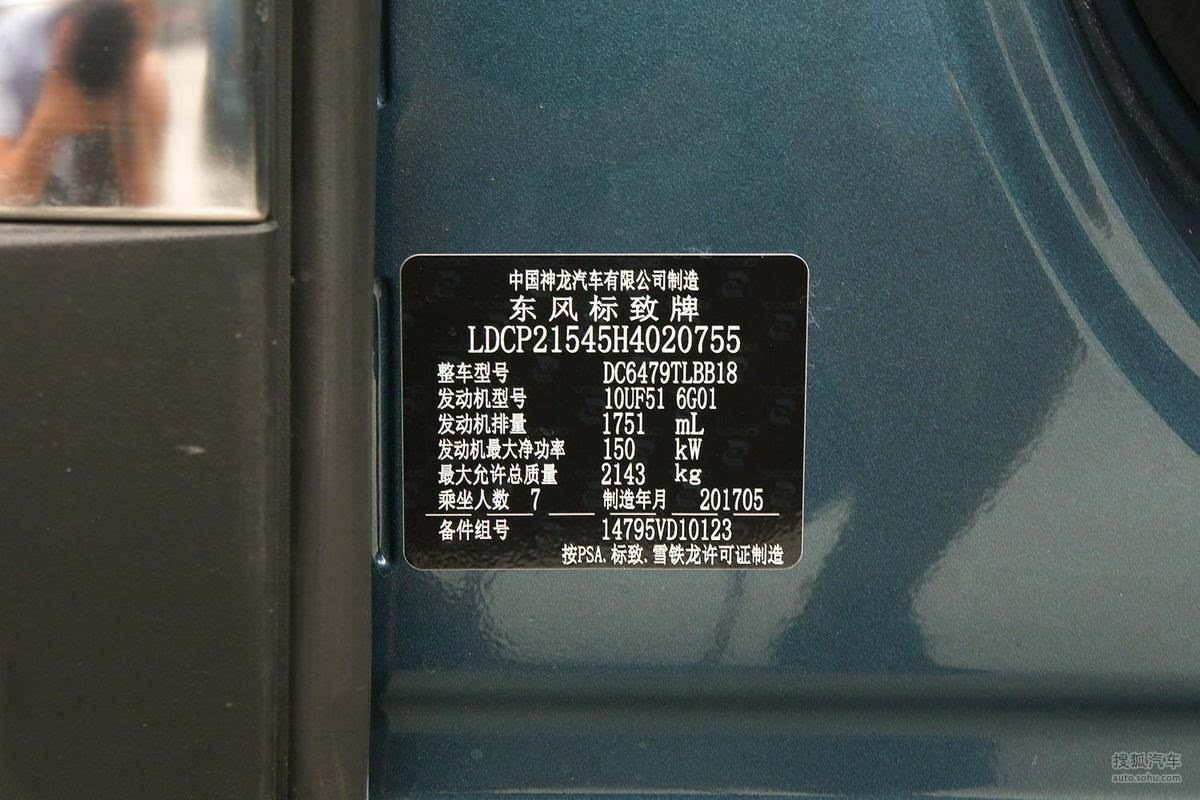 中国神龙汽车有限公司制造
东风标致牌
LDCP21545H4020755
整车型号 DC6479TLBB18
发动机型号 10UF51 6G01
发动机排量 1751 mL
发动机最大净功率 150 kW
最大允许总质量 2143 kg
乘坐人数 7 制造年月 201705
备件组号 14795VD10123
按PSA.标致.雪铁龙许可证制造
搜狐汽车
auto.sohu.com